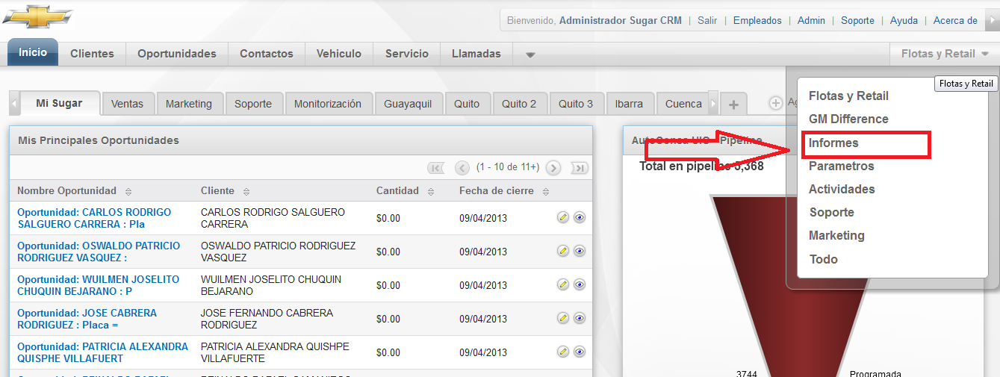 Bienvenido, Administrador Sugar CRM | Salir | Empleados | Admin | Soporte | Ayuda | Acerca de
Inicio Clientes Oportunidades Contactos Vehiculo Servicio Llamadas Flotas y Retail
Flotas y Retail
Mi Sugar Ventas Marketing Soporte Monitorización Guayaquil Quito Quito 2 Quito 3 Ibarra Cuenca +
Flotas y Retail
GM Difference
Informes
Parametros
Actividades
Soporte
Marketing
Todo
Mis Principales Oportunidades
(1 - 10 de 11+)
Nombre Oportunidad Cliente Cantidad Fecha de cierre
Oportunidad: CARLOS RODRIGO SALGUERO CARRERA : Pla
CARLOS RODRIGO SALGUERO CARRERA
$0.00 09/04/2013
Oportunidad: OSWALDO PATRICIO RODRIGUEZ VASQUEZ :
OSWALDO PATRICIO RODRIGUEZ VASQUEZ
$0.00 09/04/2013
Oportunidad: WUILMEN JOSELITO CHUQUIN BEJARANO : P
WUILMEN JOSELITO CHUQUIN BEJARANO
$0.00 09/04/2013
Oportunidad: JOSE CABRERA RODRIGUEZ : Placa =
JOSE FERNANDO CABRERA RODRIGUEZ
$0.00 09/04/2013
Oportunidad: PATRICIA ALEXANDRA QUISPHE VILLAFUERT
PATRICIA ALEXANDRA QUISHPE VILLAFUERTE
$0.00 09/04/2013
Pipeline
Total en pipeline 5,368
3744 Programada